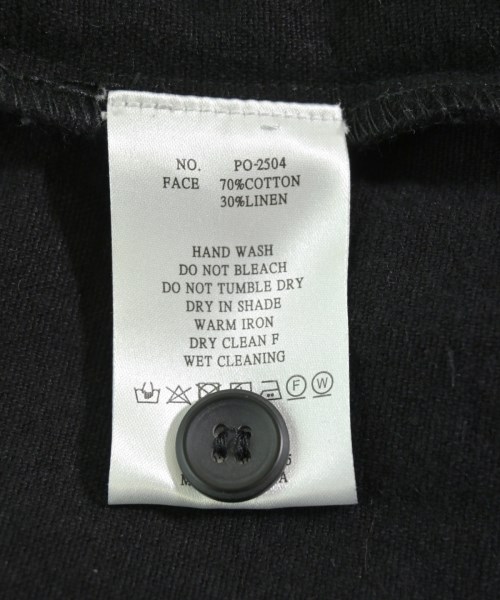 NO. PO-2504
FACE 70%COTTON
30%LINEN
HAND WASH
DO NOT BLEACH
DO NOT TUMBLE DRY
DRY IN SHADE
WARM IRON
DRY CLEAN F
WET CLEANING
F W